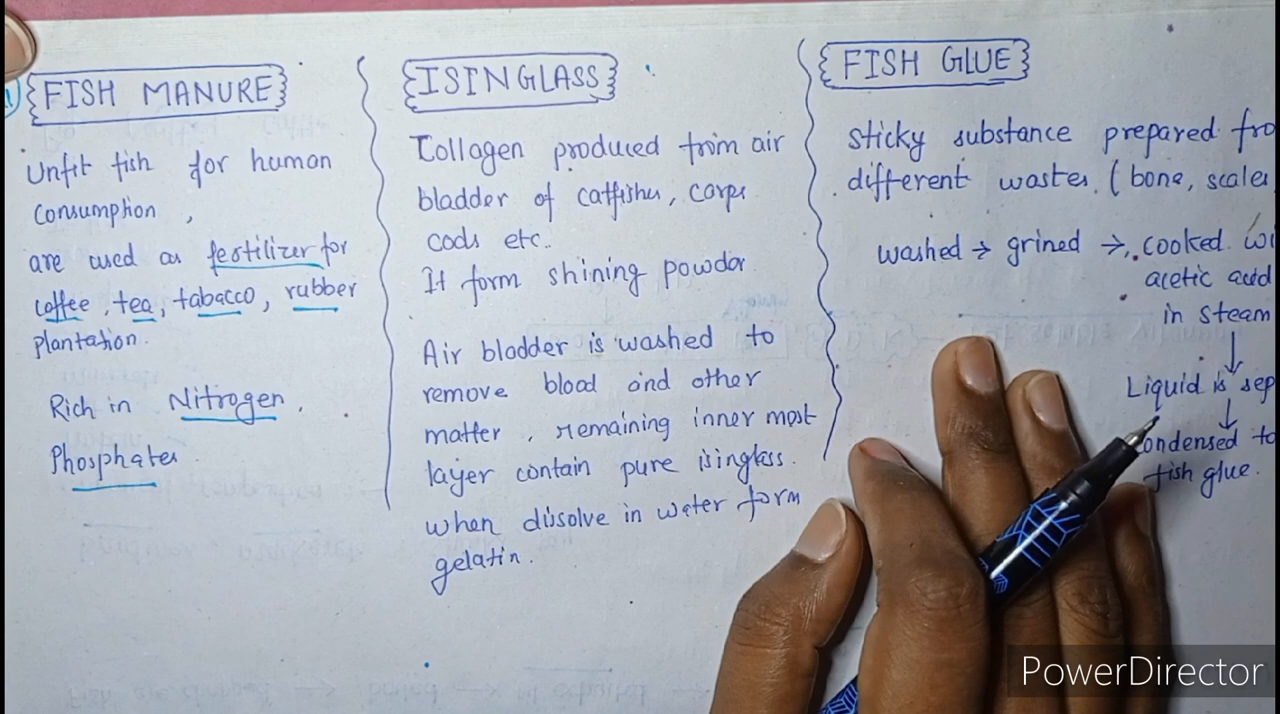 FISH MANURE
Unfit fish for human
consumption ,
are used as fertilizer for
coffee, tea, tabacco, rubber
plantation.
Rich in Nitrogen,
Phosphates
ISINGLASS
Collagen produced from air
bladder of catfishes, carps
cods etc.
It form shining powdar
Air bladder is washed to
remove blood and other
matter, remaining inner most
layer contain pure isinglass.
when dissolve in water form
gelatin.
FISH GLUE
sticky substance prepared fro
different wastes (bone, scales
washed → grined → cooked wi
acetic acid
in steam
Liquid is sep
condensed to
fish glue.
PowerDirector